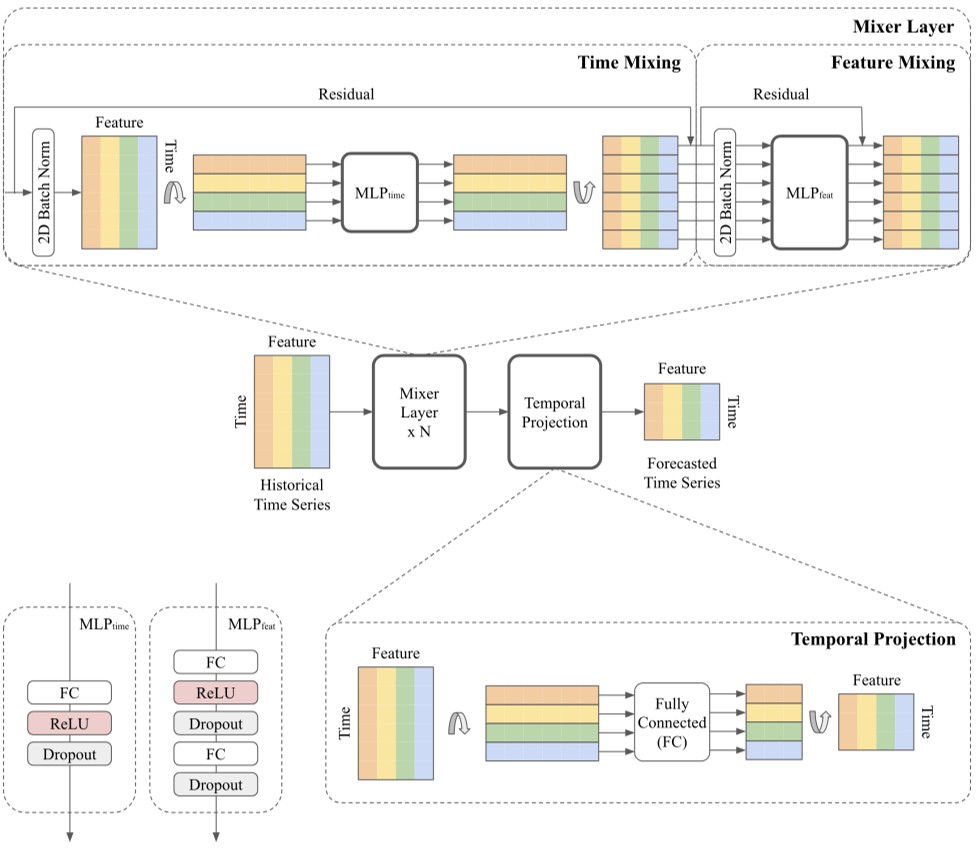 Mixer Layer
Time Mixing
Feature Mixing
Residual
Residual
Feature
Time
2D Batch Norm
MLPtime
2D Batch Norm
MLPfeat
Feature
Time
Historical
Time Series
Mixer
Layer
x N
Temporal
Projection
Feature
Time
Forecasted
Time Series
MLPtime
FC
ReLU
Dropout
MLPfeat
FC
ReLU
Dropout
FC
Dropout
Temporal Projection
Feature
Time
Fully
Connected
(FC)
Feature
Time